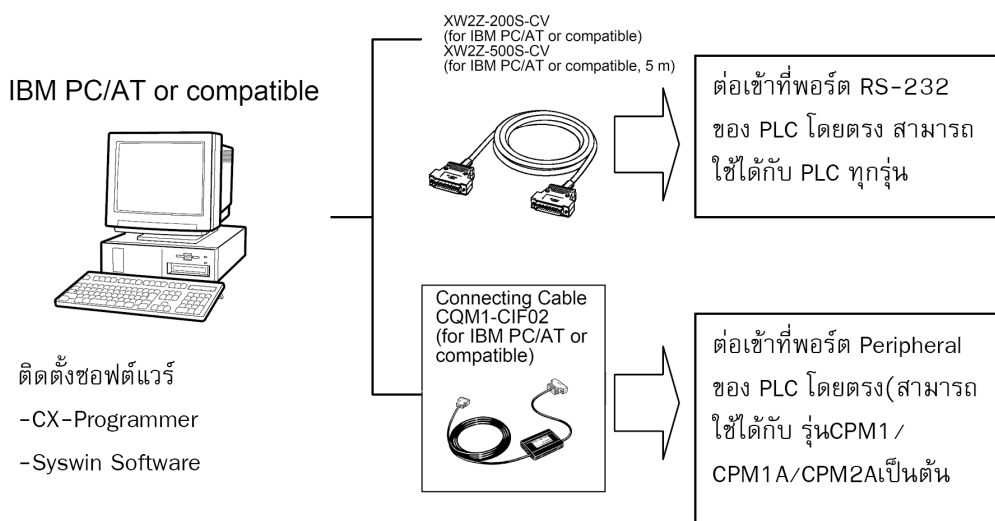 IBM PC/AT or compatible
ติดตั้งซอฟต์แวร์
-CX-Programmer
-Syswin Software
XW2Z-200S-CV
(for IBM PC/AT or compatible)
XW2Z-500S-CV
(for IBM PC/AT or compatible, 5 m)
ต่อเข้าที่พอร์ต RS-232
ของ PLC โดยตรง สามารถ
ใช้ได้กับ PLC ทุกรุ่น
Connecting Cable
CQM1-CIF02
(for IBM PC/AT or
compatible)
ต่อเข้าที่พอร์ต Peripheral
ของ PLC โดยตรง(สามารถ
ใช้ได้กับ รุ่นCPM1/
CPM1A/CPM2Aเป็นต้น